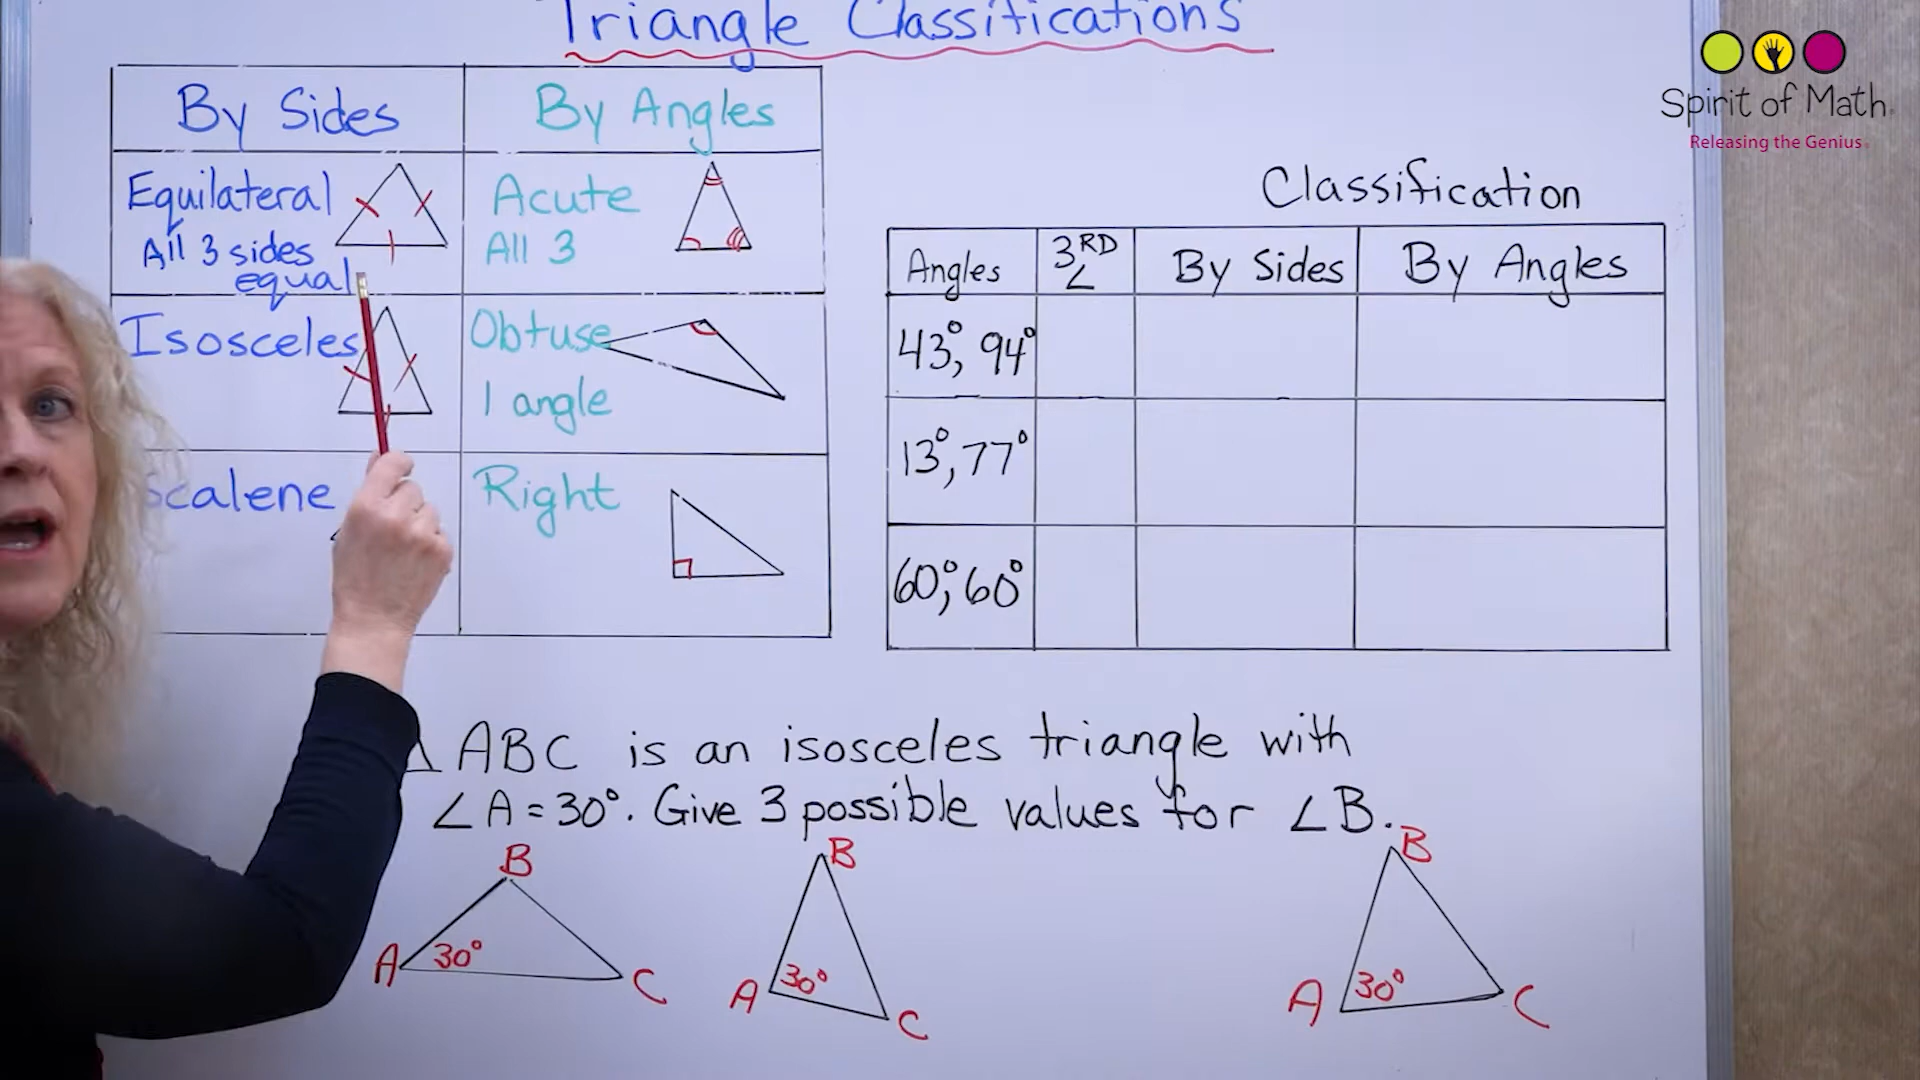 Triangle Classifications
By Sides
By Angles
Equilateral
All 3 sides
equal
Acute
All 3
Isosceles
Obtuse
1 angle
Scalene
Right
Spirit of Math
Releasing the Genius
Classification
Angles
3RD
∠
By Sides
By Angles
43°, 94°
13°, 77°
60°, 60°
△ ABC is an isosceles triangle with
∠A = 30°. Give 3 possible values for ∠B.
B
A
30°
C
B
A
30°
C
B
A
30°
C